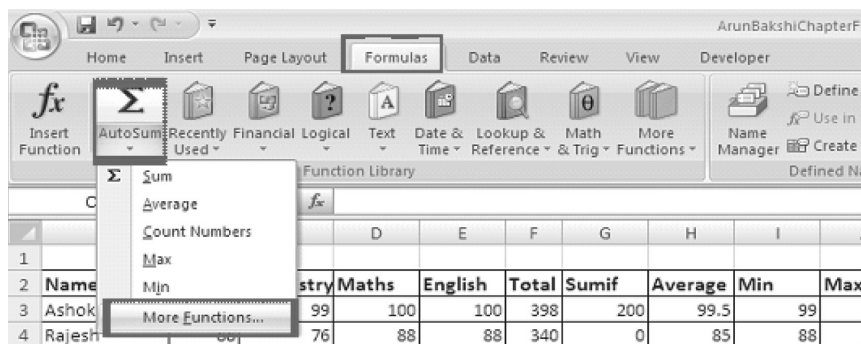 ArunBakshiChapterF
Home Insert Page Layout Formulas Data Review View Developer
fx Σ ? A θ
Insert Function AutoSum Recently Used Financial Logical Text Date & Time Lookup & Reference Math & Trig More Functions Name Manager Define
Use in
Create
Function Library Defined Na
Σ Sum
Average
Count Numbers
Max
Min
More Functions...
C fx
D E F G H I
1
2 Name stry Maths English Total Sumif Average Min Max
3 Ashok 99 100 100 398 200 99.5 99
4 Rajesh 76 88 88 340 0 85 88